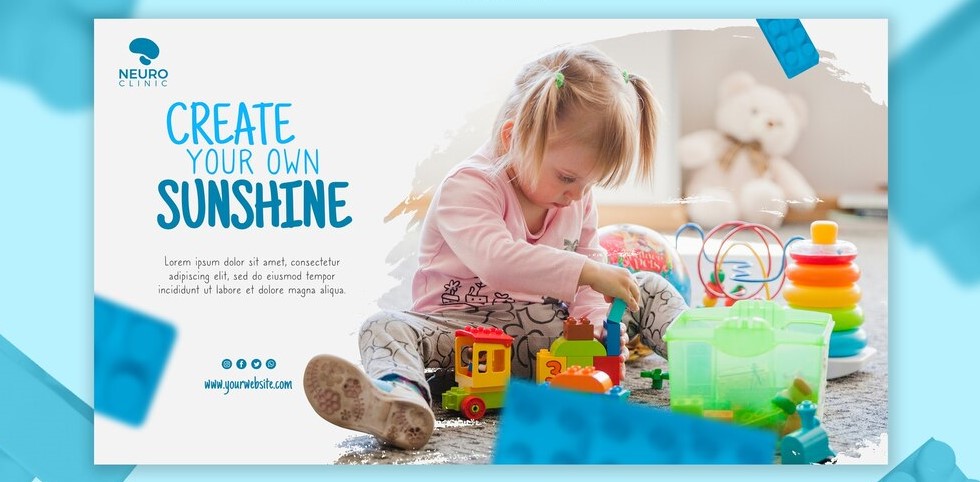 NEURO
CLINIC
CREATE
YOUR OWN
SUNSHINE
Lorem ipsum dolor sit amet, consectetur
adipiscing elit, sed do eiusmod tempor
incididunt ut labore et dolore magna aliqua.
www.yourwebsite.com
3